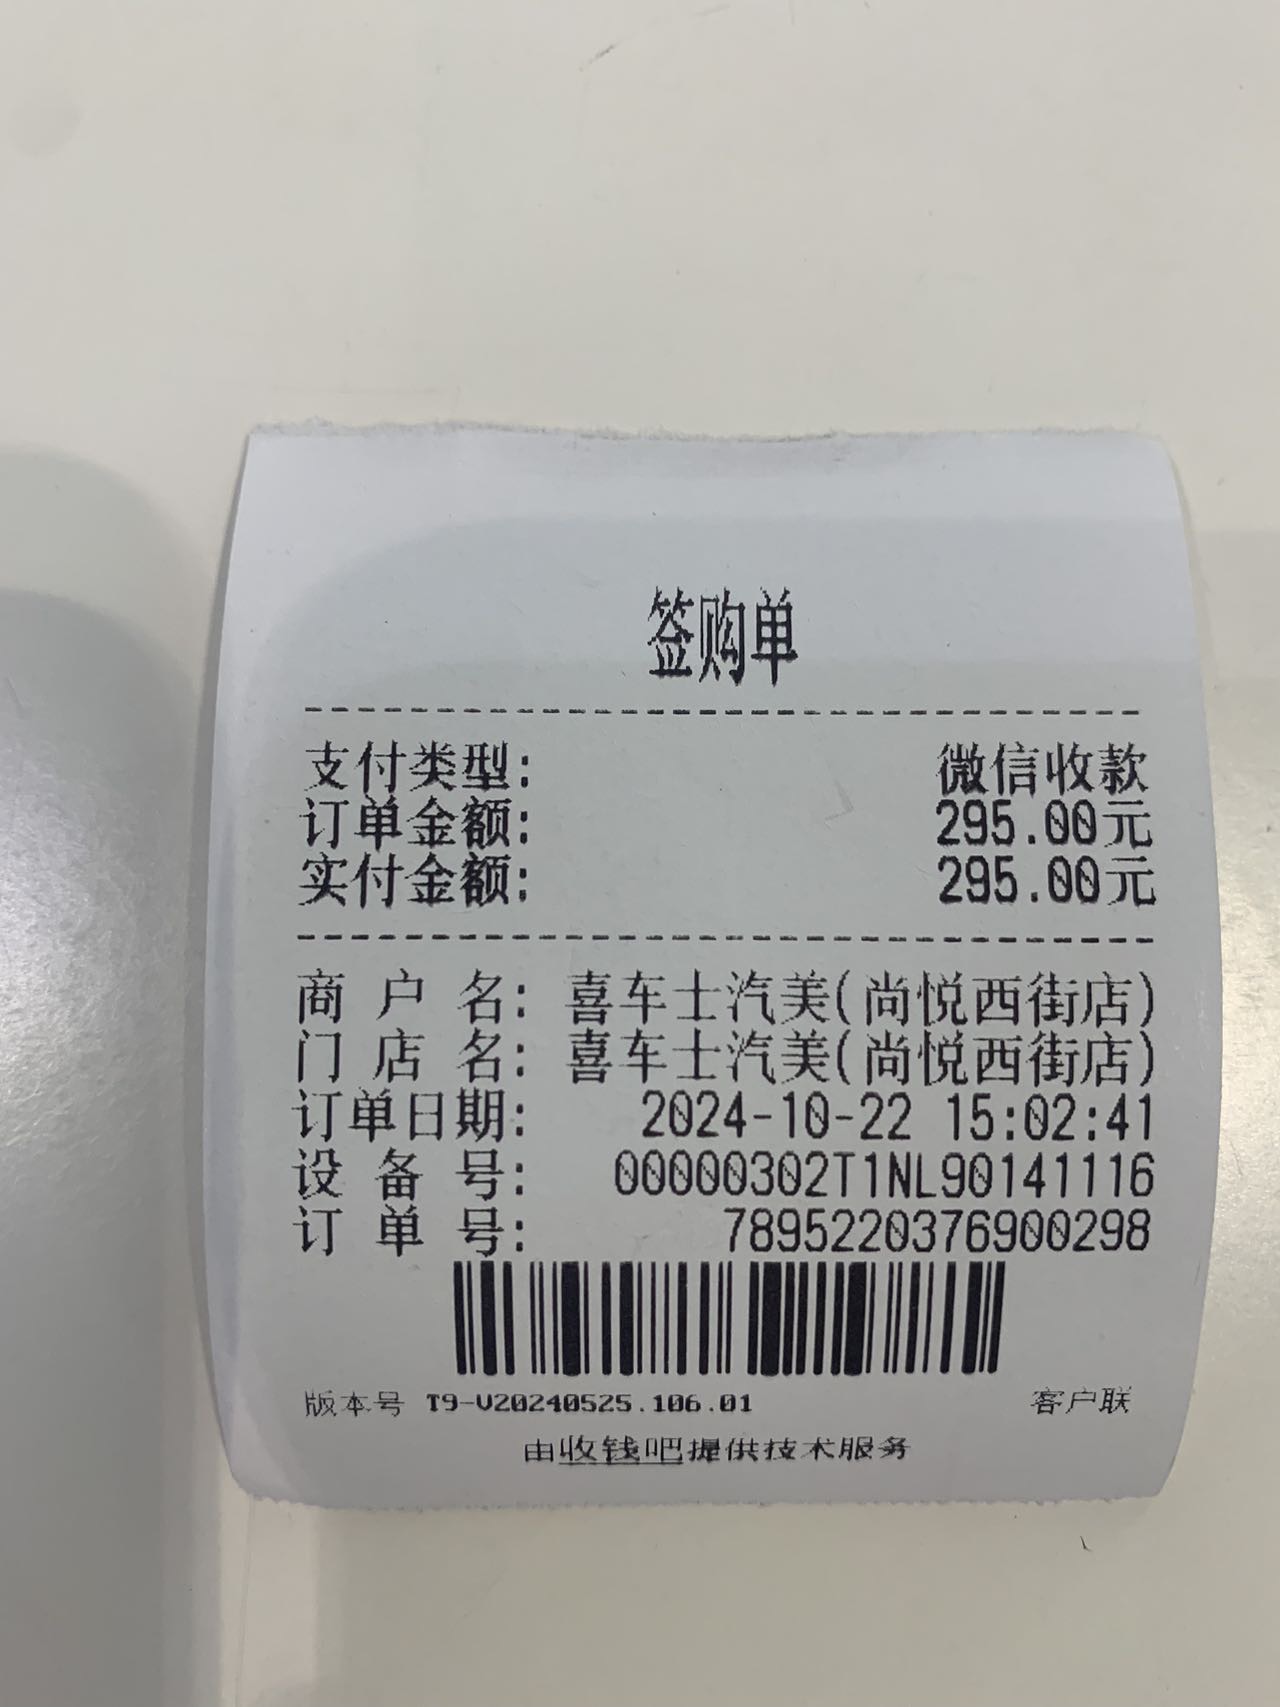 签购单
支付类型: 微信收款
订单金额: 295.00元
实付金额: 295.00元
商 户 名: 喜车士汽美(尚悦西街店)
门 店 名: 喜车士汽美(尚悦西街店)
订单日期: 2024-10-22 15:02:41
设 备 号: 00000302T1NL90141116
订 单 号: 7895220376900298
版本号 T9-V20240525.106.01 客户联
由收钱吧提供技术服务